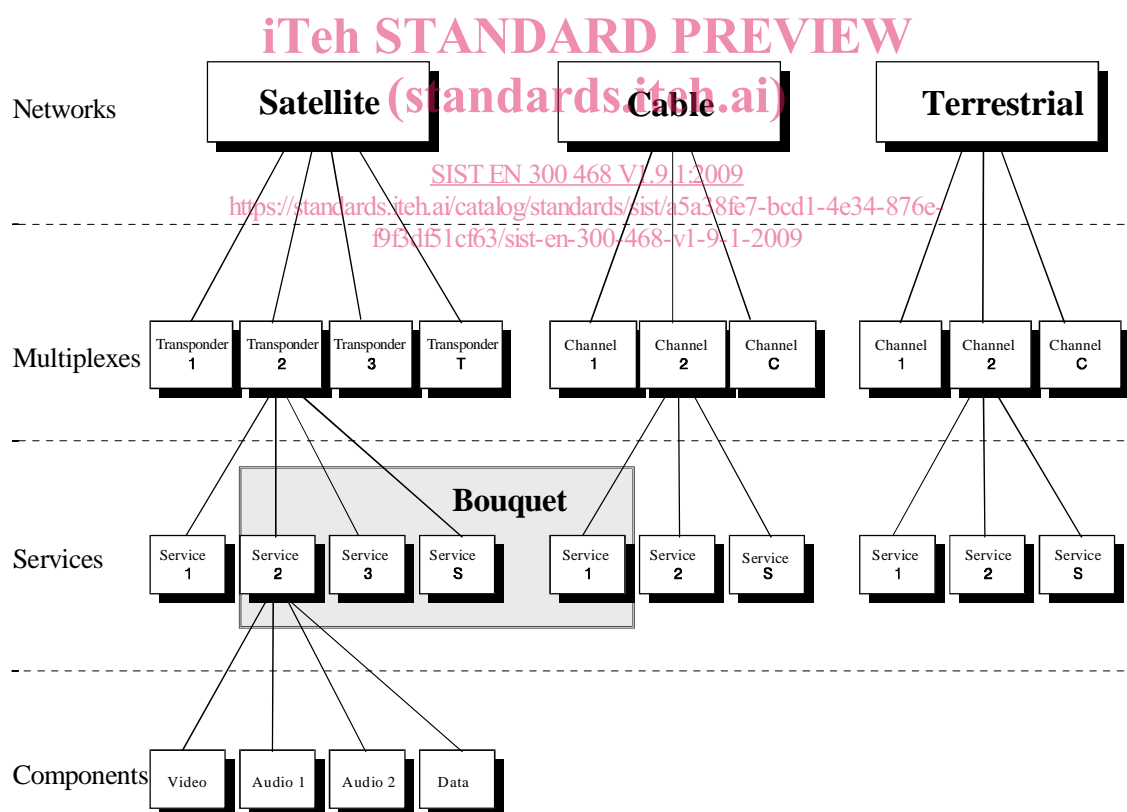 iTeh STANDARD PREVIEW
(standards.iteh.ai)
Networks
Satellite
Cable
Terrestrial
SIST EN 300 468 V1.9.1:2009
https://standards.iteh.ai/catalog/standards/sist/a5a38fe7-bcd1-4e34-876e-
f9f3df51cf63/sist-en-300-468-v1-9-1-2009
Multiplexes
Transponder
1
Transponder
2
Transponder
3
Transponder
T
Channel
1
Channel
2
Channel
C
Channel
1
Channel
2
Channel
C
Bouquet
Services
Service
1
Service
2
Service
3
Service
S
Service
1
Service
2
Service
S
Service
1
Service
2
Service
S
Components
Video
Audio 1
Audio 2
Data